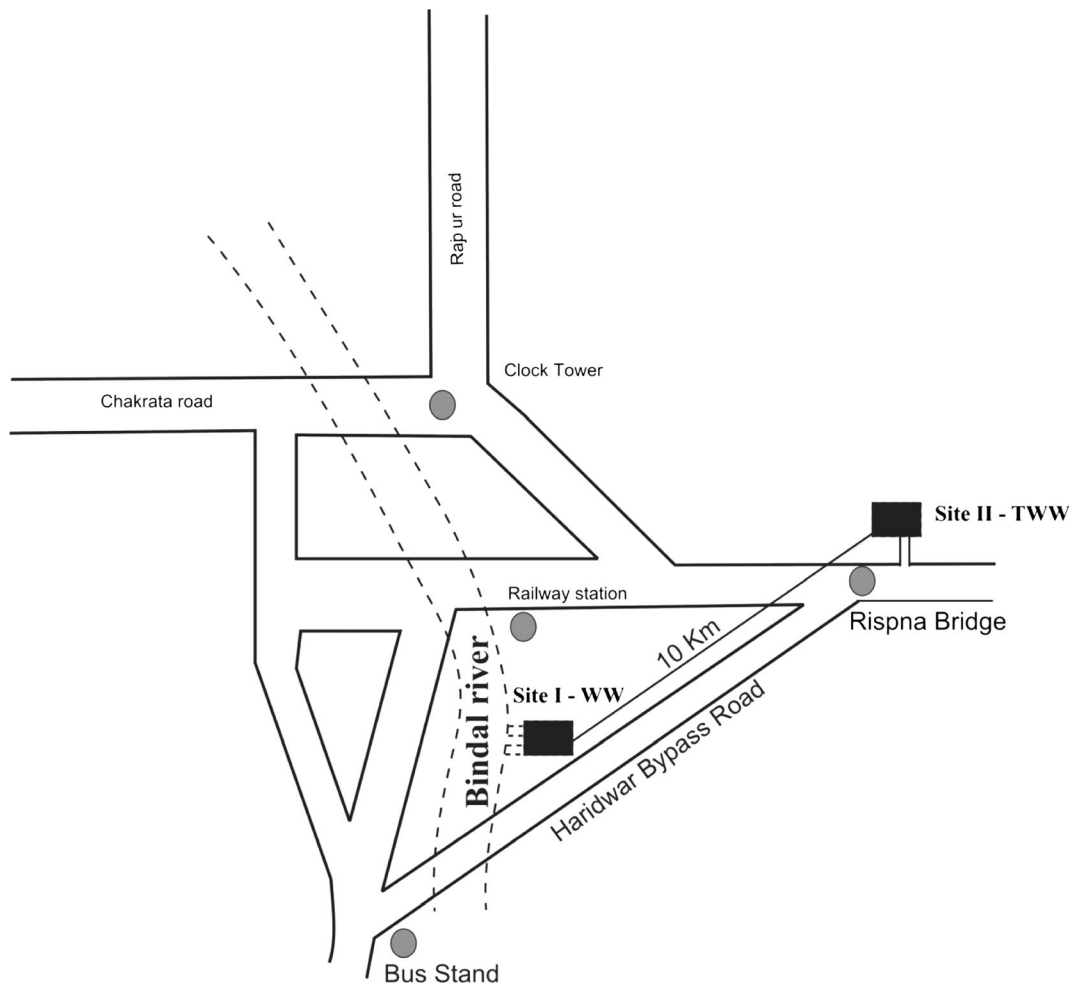 Rap ur road
Clock Tower
Chakrata road
Site II - TWW
Railway station
Rispna Bridge
10 Km
Site I - WW
Bindal river
Haridwar Bypass Road
Bus Stand